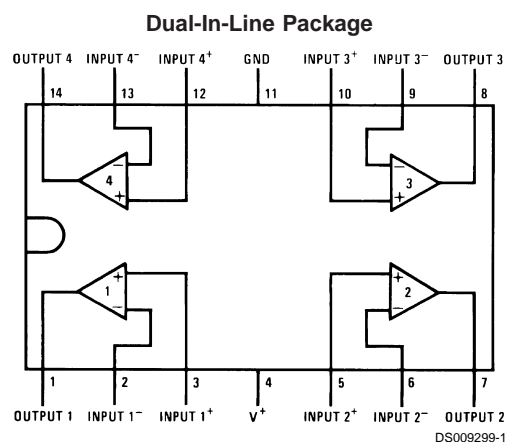 Dual-In-Line Package
OUTPUT 4 INPUT 4⁻ INPUT 4⁺ GND INPUT 3⁺ INPUT 3⁻ OUTPUT 3
14 13 12 11 10 9 8
− −
4 3
+ +
+ +
1 2
− −
1 2 3 4 5 6 7
OUTPUT 1 INPUT 1⁻ INPUT 1⁺ V⁺ INPUT 2⁺ INPUT 2⁻ OUTPUT 2
DS009299-1